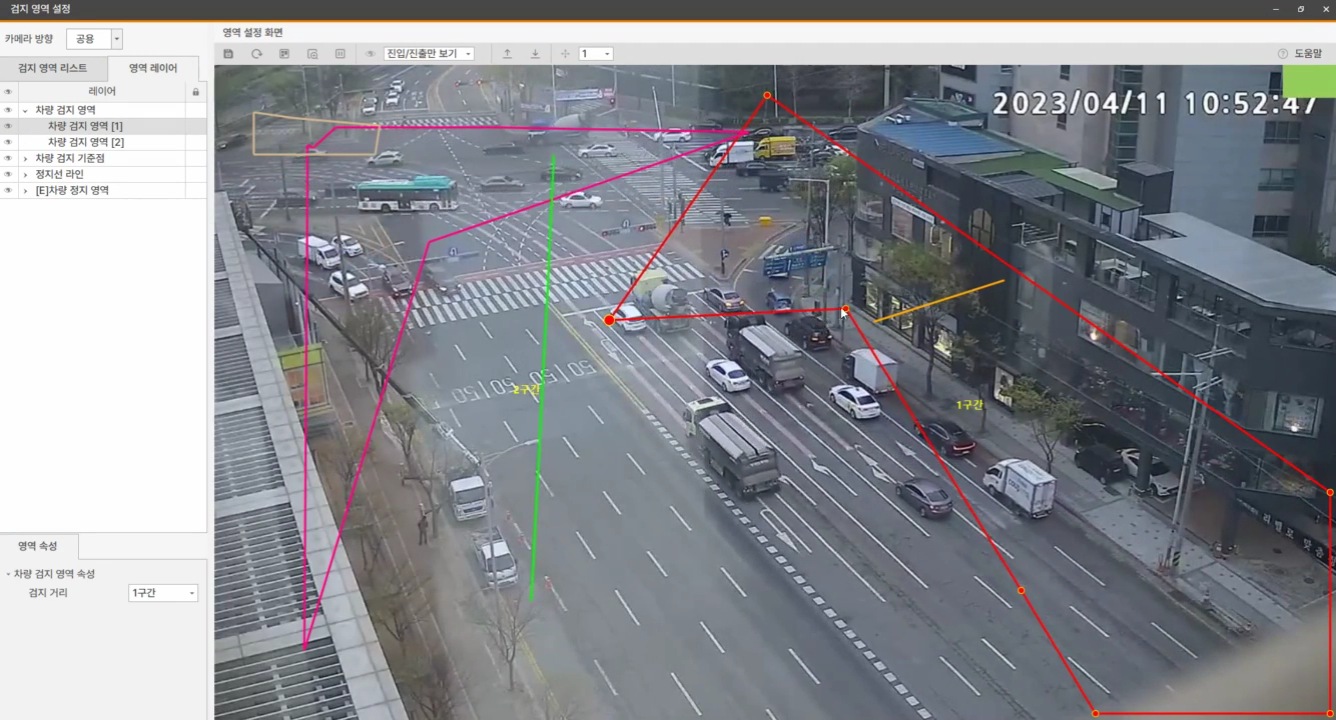 검지 영역 설정
카메라 방향 공용
영역 설정 화면
진입/진출만 보기
1
도움말
검지 영역 리스트
영역 레이어
레이어
차량 검지 영역
차량 검지 영역 [1]
차량 검지 영역 [2]
차량 검지 기준점
정지선 라인
[E]차량 정지 영역
2023/04/11 10:52:47
50 50 50 50
2구간
1구간
영역 속성
차량 검지 영역 속성
검지 거리 1구간